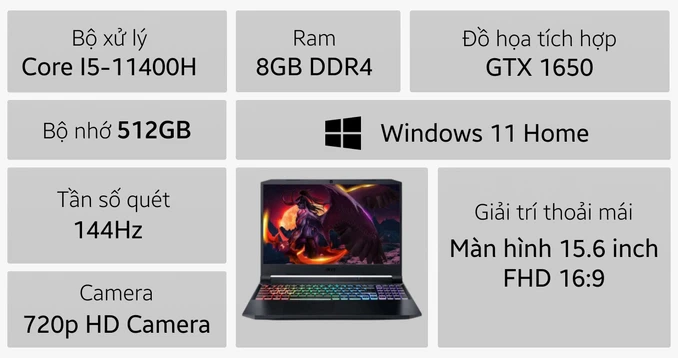 Bộ xử lý
Core I5-11400H
Ram
8GB DDR4
Đồ họa tích hợp
GTX 1650
Bộ nhớ 512GB
Windows 11 Home
Tần số quét
144Hz
Giải trí thoải mái
Màn hình 15.6 inch
FHD 16:9
Camera
720p HD Camera